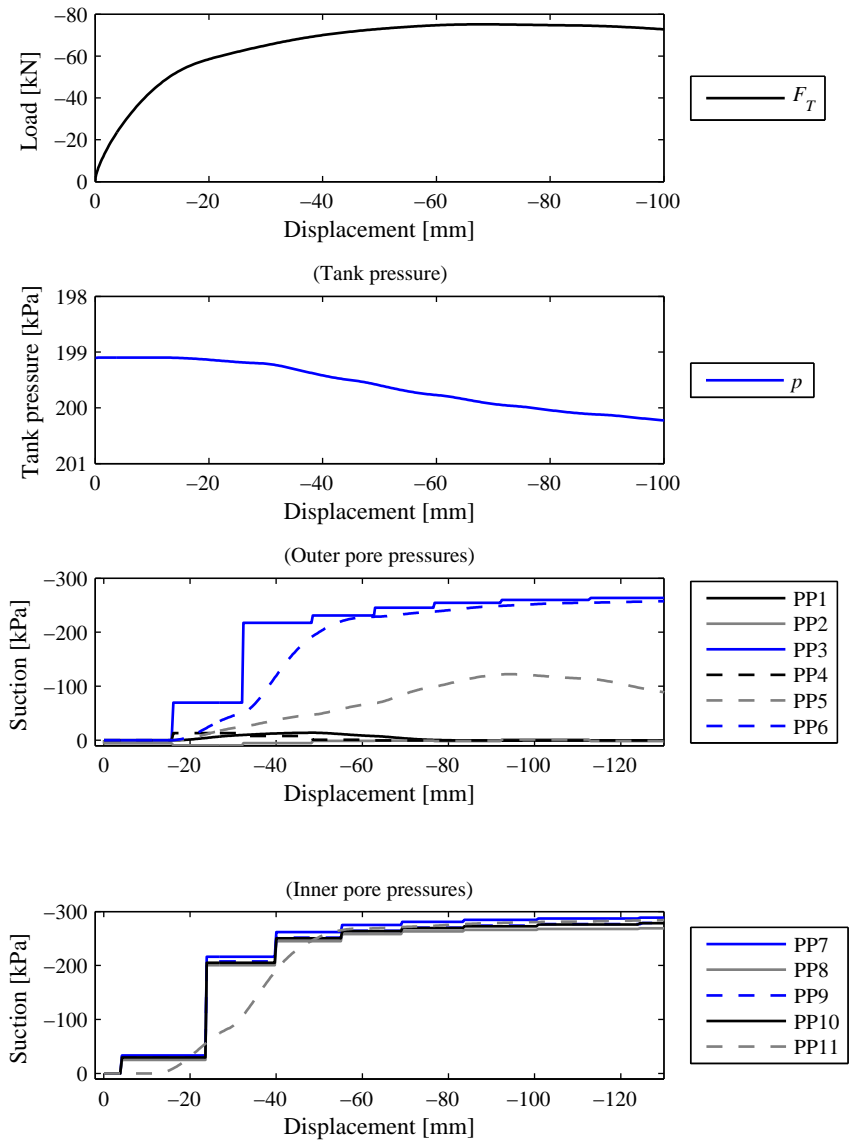 −80
−60
−40
−20
0
Load [kN]
0 −20 −40 −60 −80 −100
Displacement [mm]
F_T
(Tank pressure)
198
199
200
201
Tank pressure [kPa]
0 −20 −40 −60 −80 −100
Displacement [mm]
p
(Outer pore pressures)
−300
−200
−100
0
Suction [kPa]
0 −20 −40 −60 −80 −100 −120
Displacement [mm]
PP1
PP2
PP3
PP4
PP5
PP6
(Inner pore pressures)
−300
−200
−100
0
Suction [kPa]
0 −20 −40 −60 −80 −100 −120
Displacement [mm]
PP7
PP8
PP9
PP10
PP11